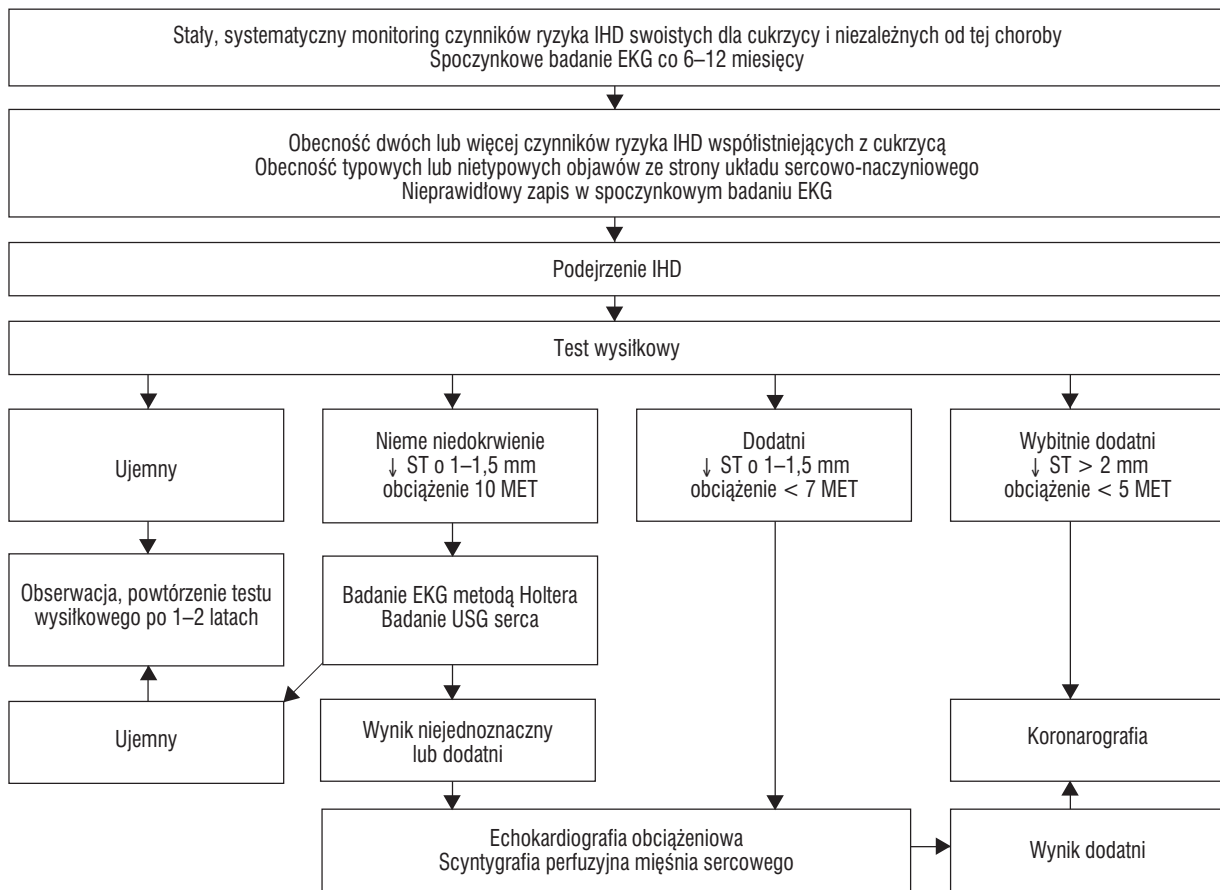 Stały, systematyczny monitoring czynników ryzyka IHD swoistych dla cukrzycy i niezależnych od tej choroby
Spoczynkowe badanie EKG co 6–12 miesięcy
Obecność dwóch lub więcej czynników ryzyka IHD współistniejących z cukrzycą
Obecność typowych lub nietypowych objawów ze strony układu sercowo-naczyniowego
Nieprawidłowy zapis w spoczynkowym badaniu EKG
Podejrzenie IHD
Test wysiłkowy
Ujemny
Nieme niedokrwienie
↓ ST o 1–1,5 mm
obciążenie 10 MET
Dodatni
↓ ST o 1–1,5 mm
obciążenie < 7 MET
Wybitnie dodatni
↓ ST > 2 mm
obciążenie < 5 MET
Obserwacja, powtórzenie testu
wysiłkowego po 1–2 latach
Badanie EKG metodą Holtera
Badanie USG serca
Ujemny
Wynik niejednoznaczny
lub dodatni
Koronarografia
Echokardiografia obciążeniowa
Scyntygrafia perfuzyjna mięśnia sercowego
Wynik dodatni